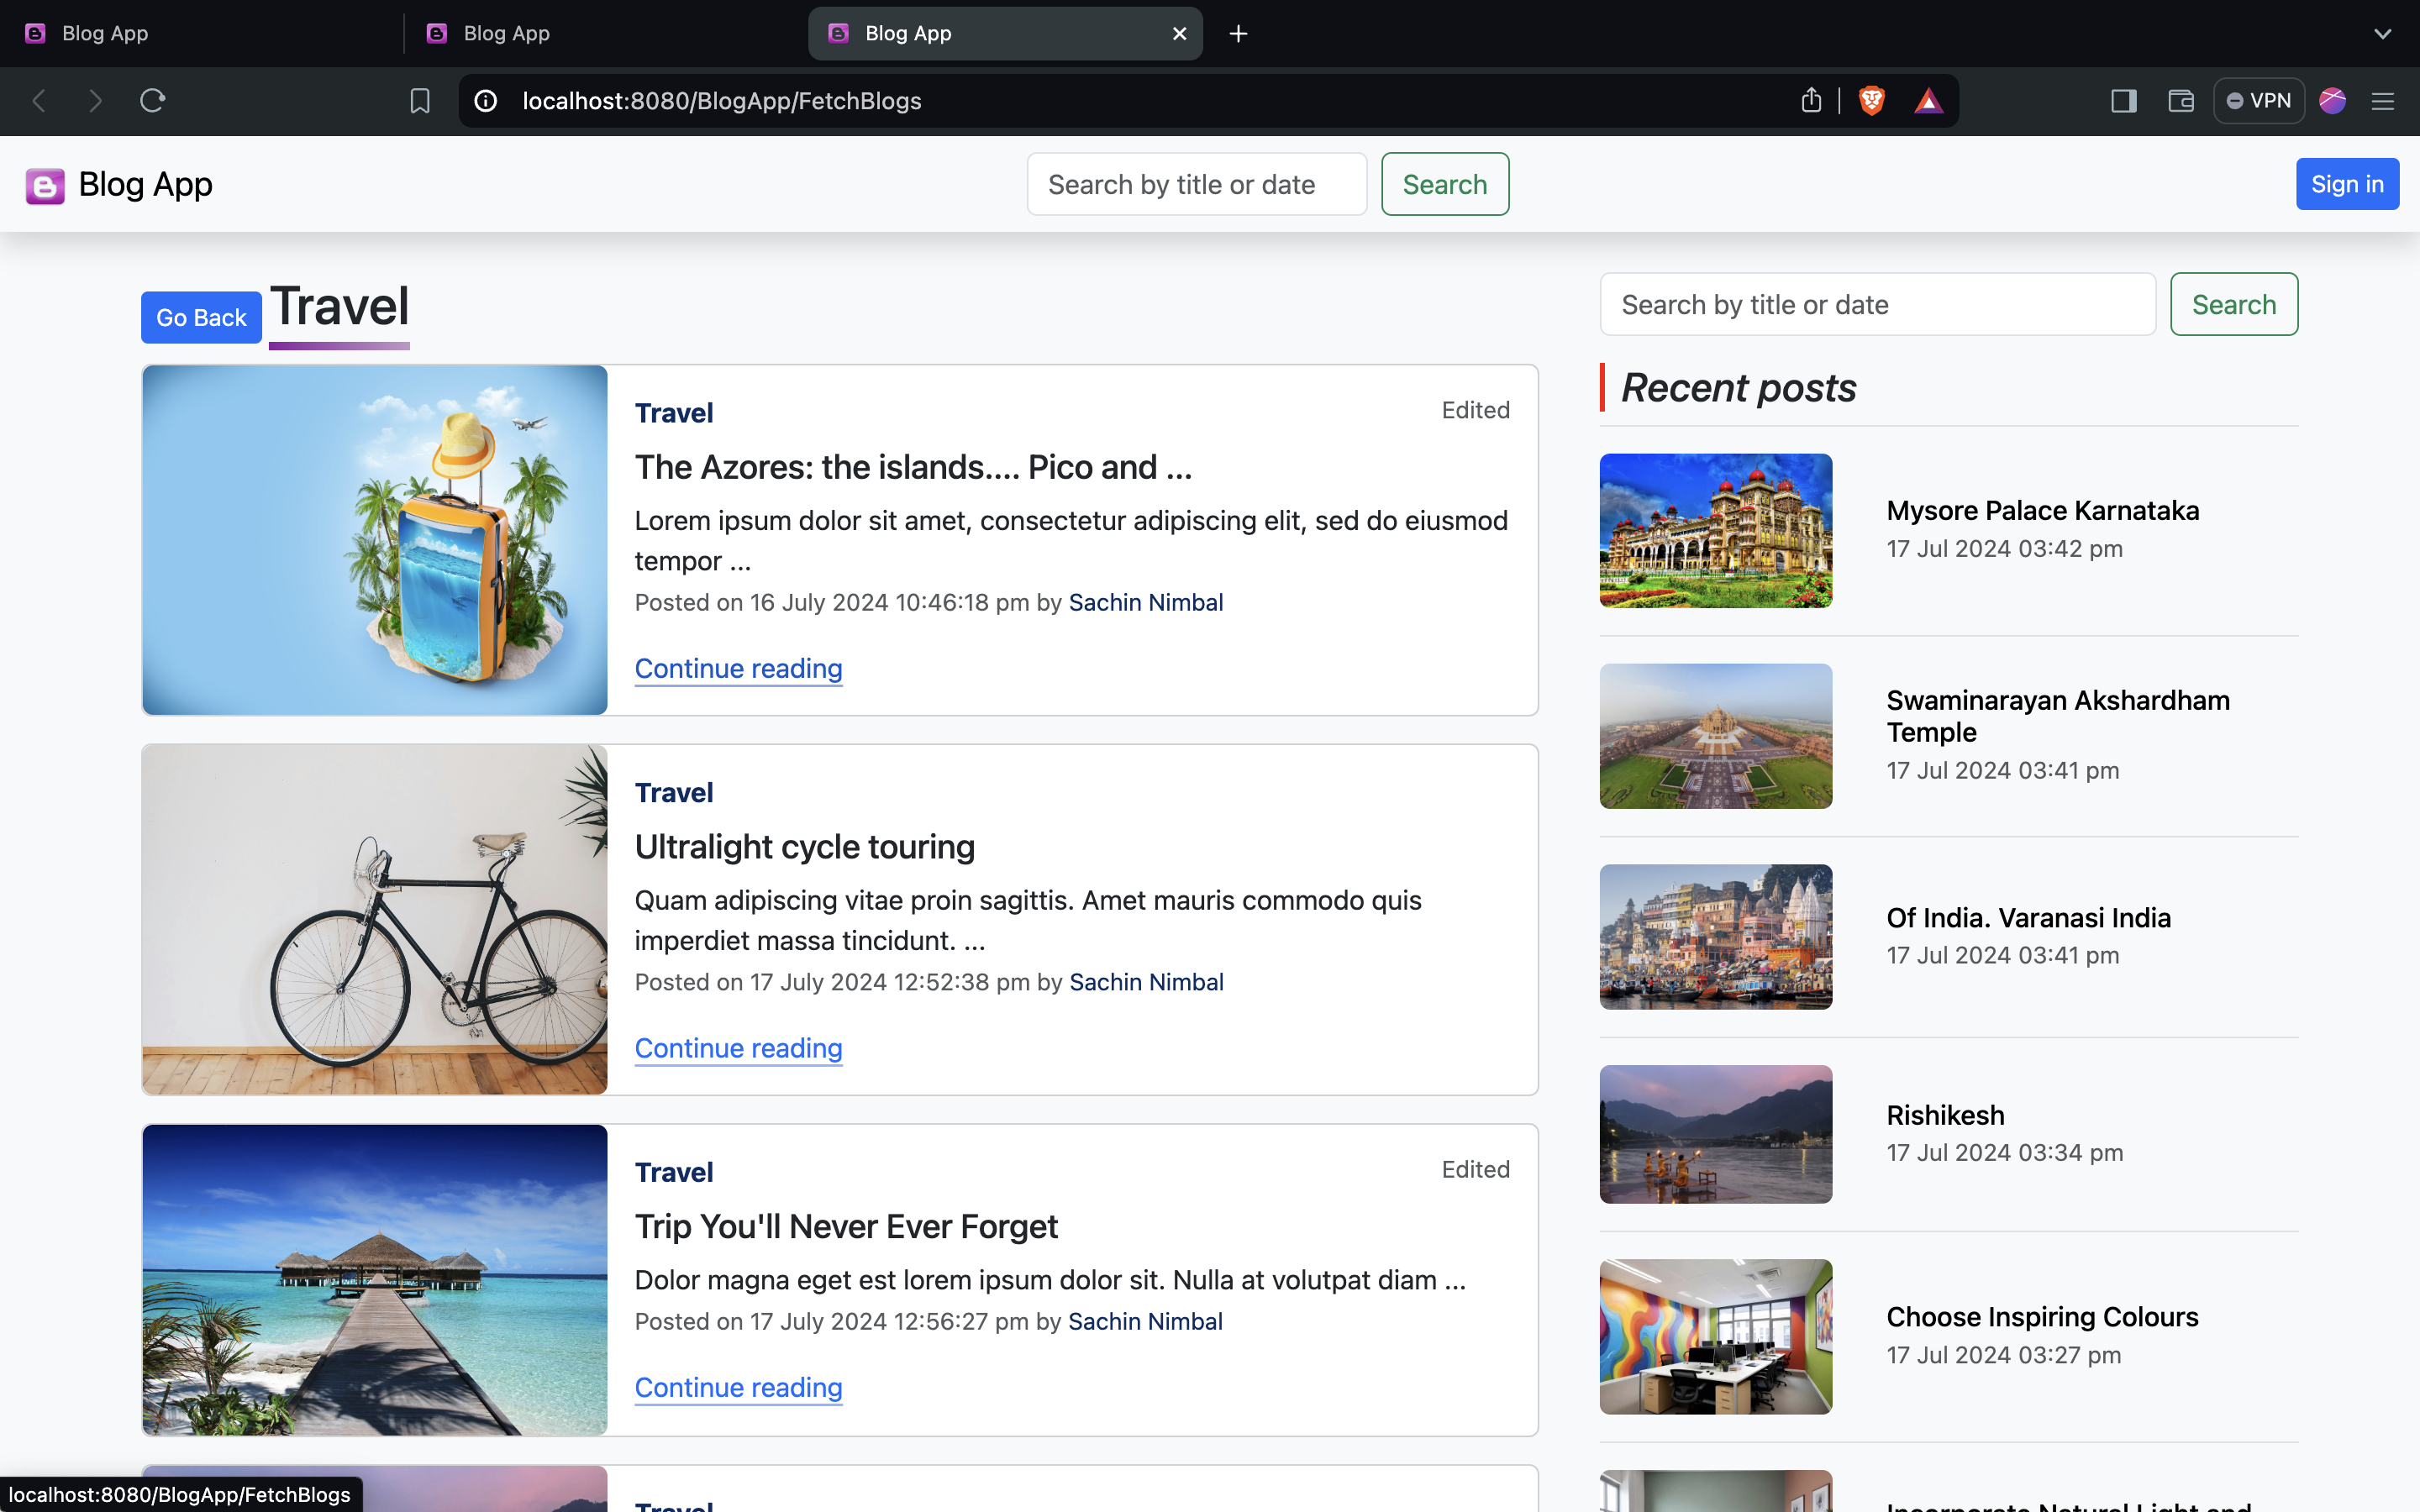 Blog App
Blog App
Blog App
localhost:8080/BlogApp/FetchBlogs
VPN
Blog App
Search by title or date
Search
Sign in
Go Back
Travel
Travel
Edited
The Azores: the islands.... Pico and ...
Lorem ipsum dolor sit amet, consectetur adipiscing elit, sed do eiusmod
tempor ...
Posted on 16 July 2024 10:46:18 pm by Sachin Nimbal
Continue reading
Travel
Ultralight cycle touring
Quam adipiscing vitae proin sagittis. Amet mauris commodo quis
imperdiet massa tincidunt. ...
Posted on 17 July 2024 12:52:38 pm by Sachin Nimbal
Continue reading
Travel
Edited
Trip You'll Never Ever Forget
Dolor magna eget est lorem ipsum dolor sit. Nulla at volutpat diam ...
Posted on 17 July 2024 12:56:27 pm by Sachin Nimbal
Continue reading
Travel
Search by title or date
Search
Recent posts
Mysore Palace Karnataka
17 Jul 2024 03:42 pm
Swaminarayan Akshardham
Temple
17 Jul 2024 03:41 pm
Of India. Varanasi India
17 Jul 2024 03:41 pm
Rishikesh
17 Jul 2024 03:34 pm
Choose Inspiring Colours
17 Jul 2024 03:27 pm
Incorporate Natural Light and
localhost:8080/BlogApp/FetchBlogs